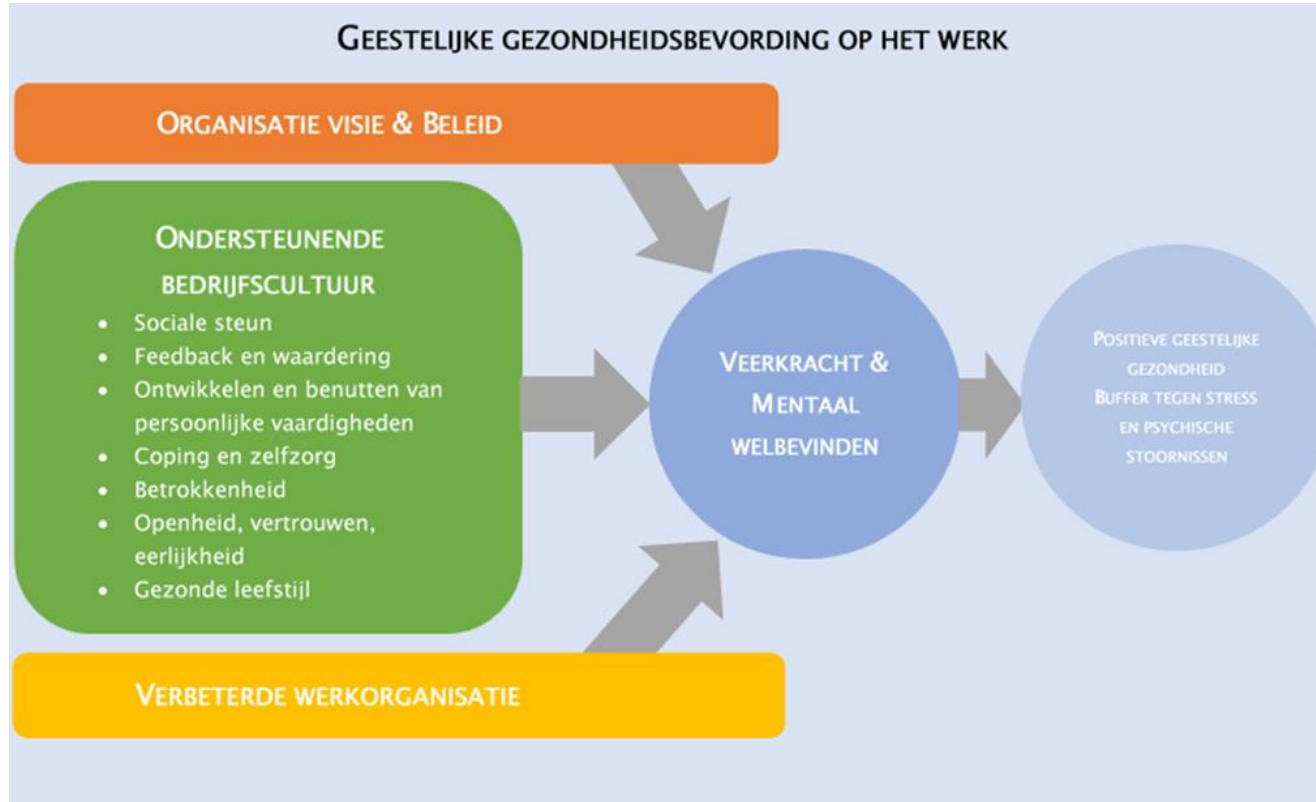 GEESTELIJKE GEZONDHEIDSBEVORDING OP HET WERK
ORGANISATIE VISIE & BELEID
ONDERSTEUNENDE
BEDRIJFSCULTUUR
• Sociale steun
• Feedback en waardering
• Ontwikkelen en benutten van
persoonlijke vaardigheden
• Coping en zelfzorg
• Betrokkenheid
• Openheid, vertrouwen,
eerlijkheid
• Gezonde leefstijl
VERBETERDE WERKORGANISATIE
VEERKRACHT &
MENTAAL
WELBEVINDEN
POSITIEVE GEESTELIJKE
GEZONDHEID
BUFFER TEGEN STRESS
EN PSYCHISCHE
STOORNISSEN